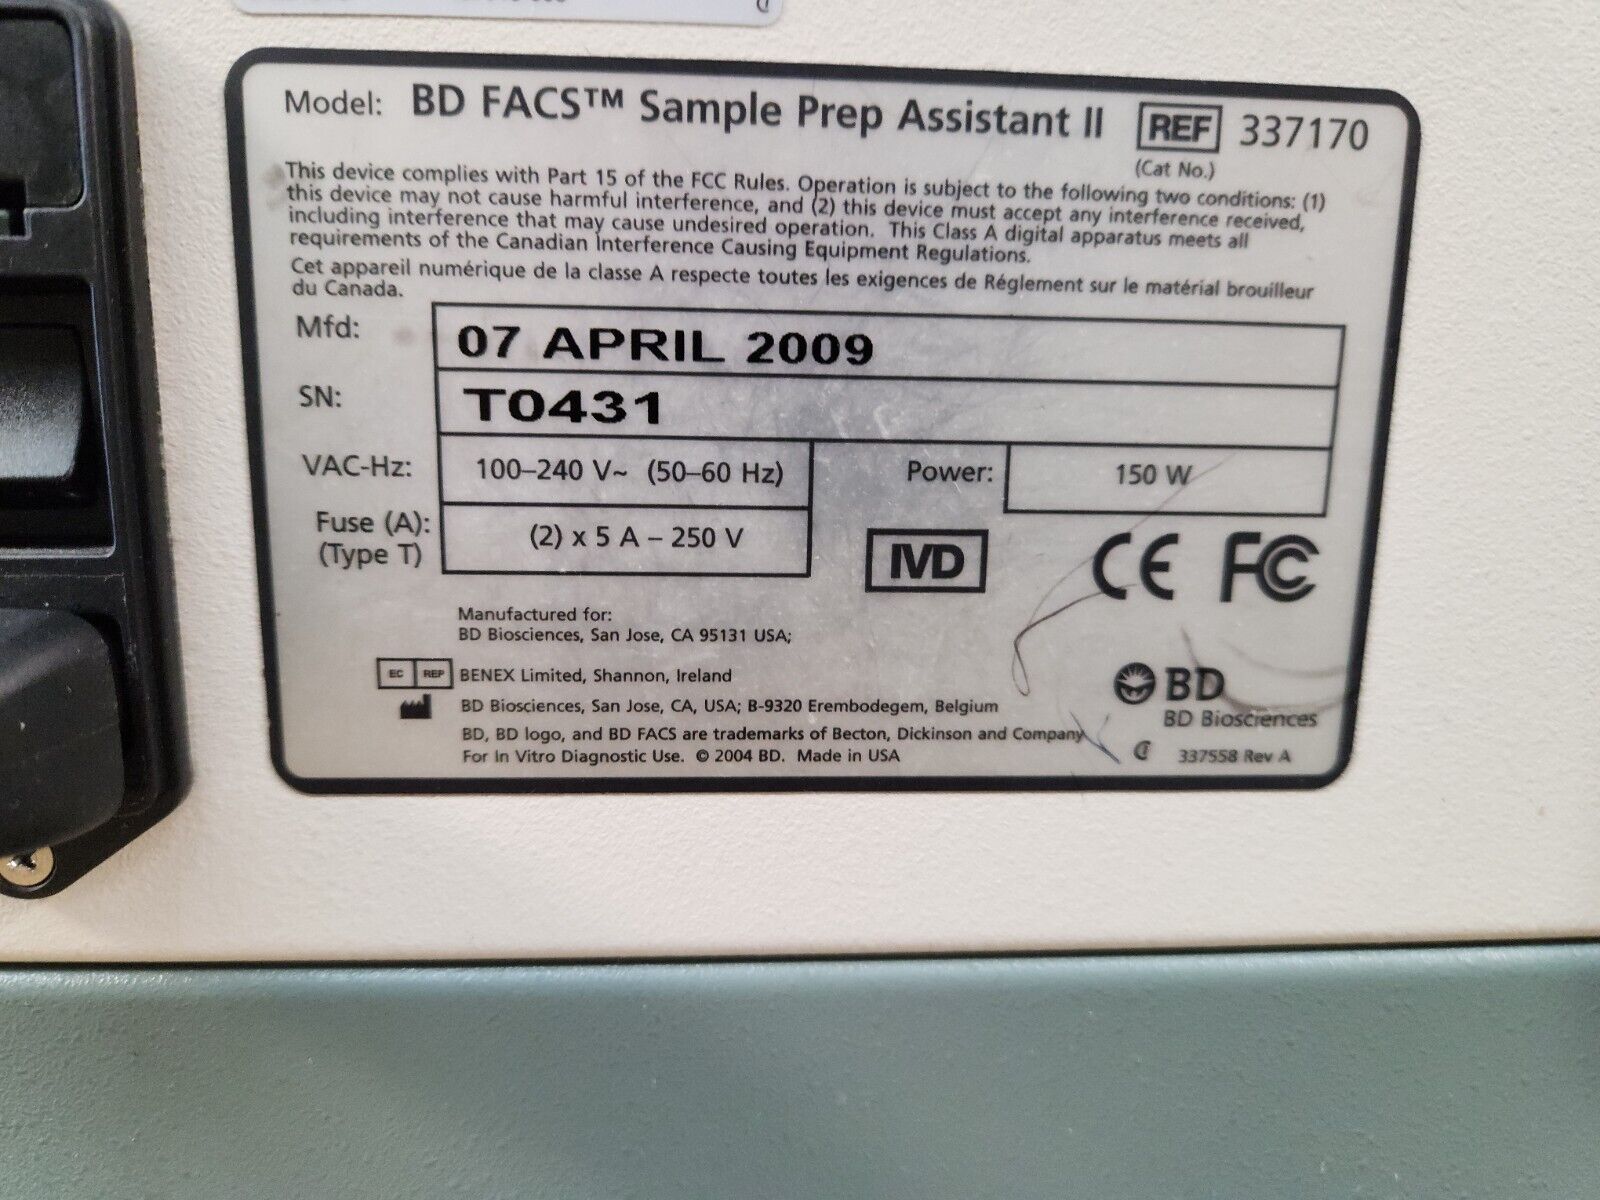 Model: BD FACS™ Sample Prep Assistant II REF 337170
(Cat No.)
This device complies with Part 15 of the FCC Rules. Operation is subject to the following two conditions: (1)
this device may not cause harmful interference, and (2) this device must accept any interference received,
including interference that may cause undesired operation. This Class A digital apparatus meets all
requirements of the Canadian Interference Causing Equipment Regulations.
Cet appareil numérique de la classe A respecte toutes les exigences de Réglement sur le matérial brouilleur
du Canada.
Mfd: 07 APRIL 2009
SN: T0431
VAC-Hz: 100–240 V~ (50–60 Hz) Power: 150 W
Fuse (A): (2) x 5 A – 250 V
(Type T)
IVD CE FC
Manufactured for:
BD Biosciences, San Jose, CA 95131 USA;
EC REP BENEX Limited, Shannon, Ireland
BD Biosciences, San Jose, CA, USA; B-9320 Erembodegem, Belgium
BD
BD Biosciences
BD, BD logo, and BD FACS are trademarks of Becton, Dickinson and Company
For In Vitro Diagnostic Use. © 2004 BD. Made in USA
337558 Rev A